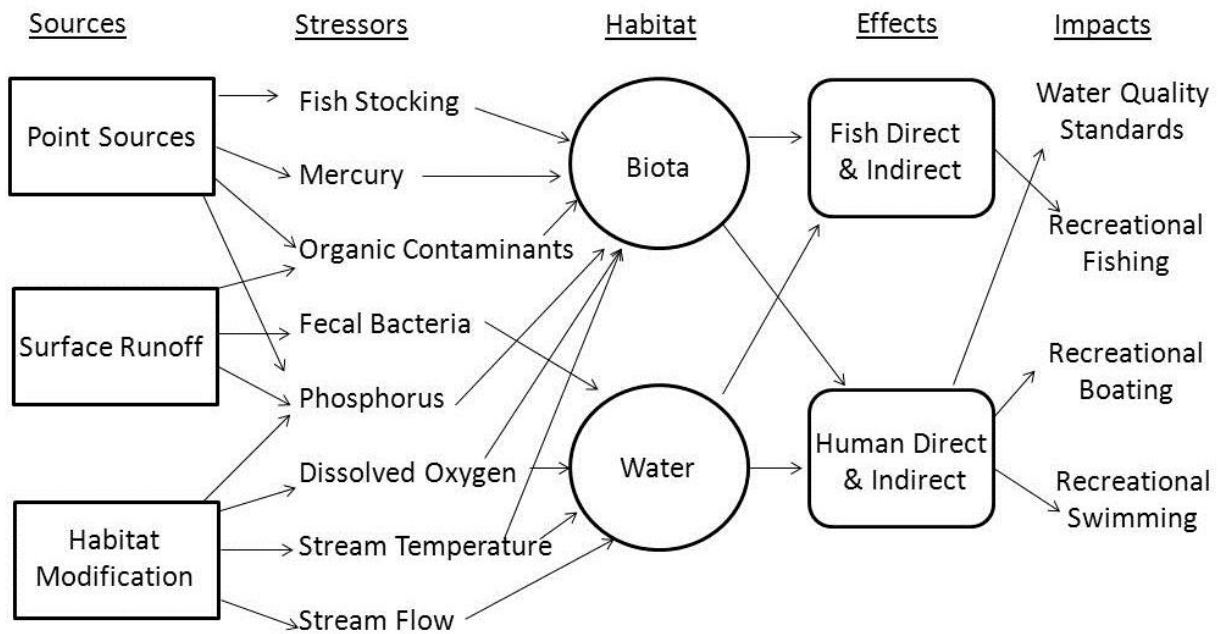 Sources
Stressors
Habitat
Effects
Impacts
Point Sources
Surface Runoff
Habitat
Modification
Fish Stocking
Mercury
Organic Contaminants
Fecal Bacteria
Phosphorus
Dissolved Oxygen
Stream Temperature
Stream Flow
Biota
Water
Fish Direct
& Indirect
Human Direct
& Indirect
Water Quality
Standards
Recreational
Fishing
Recreational
Boating
Recreational
Swimming